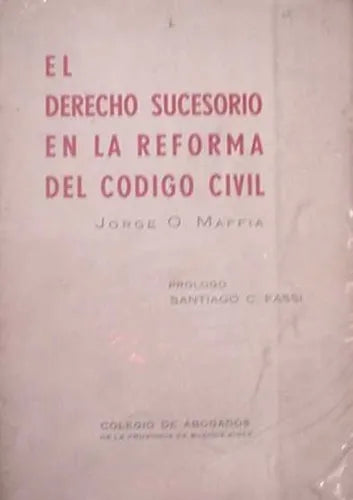 EL
DERECHO SUCESORIO
EN LA REFORMA
DEL CODIGO CIVIL
JORGE O. MAFFIA
PROLOGO
SANTIAGO C. FASSI
COLEGIO DE ABOGADOS
DE LA PROVINCIA DE BUENOS AIRES